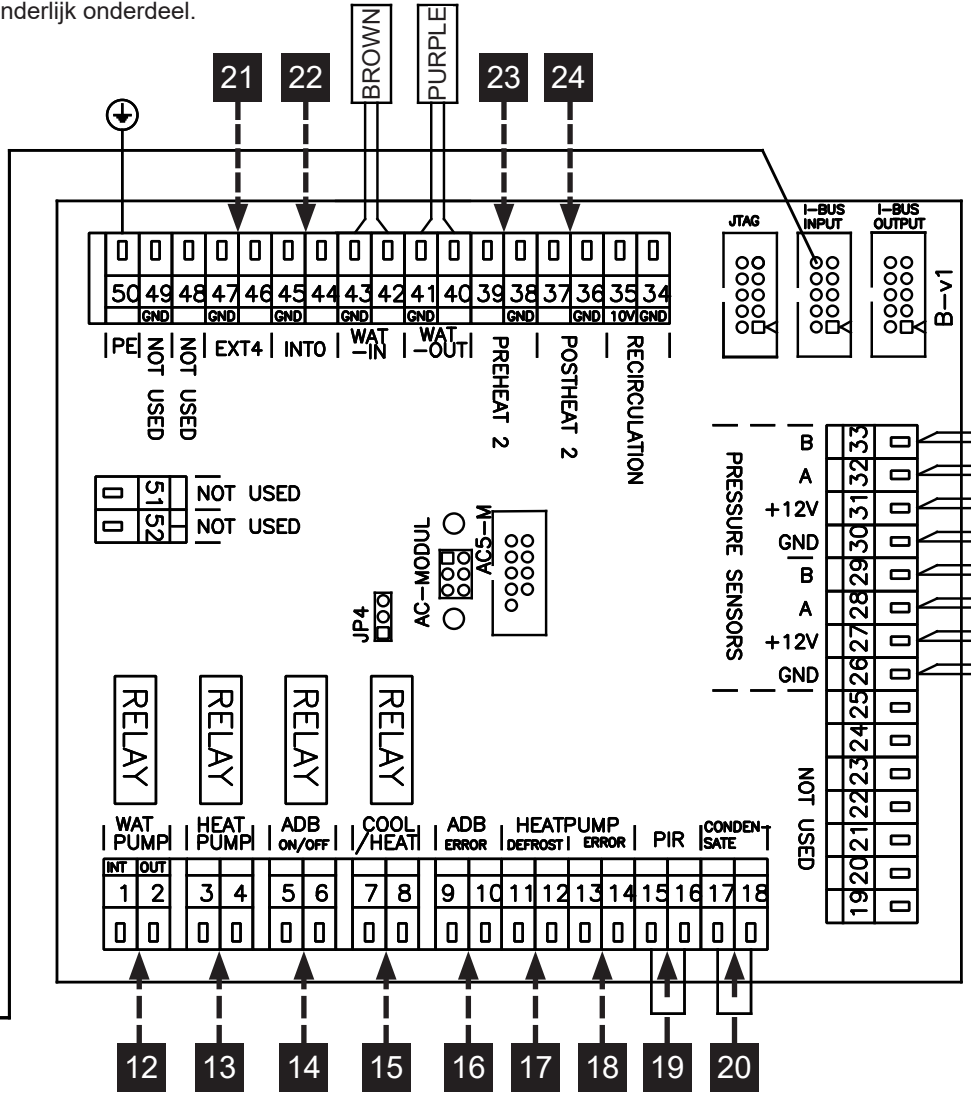 nderlijk onderdeel.
BROWN
PURPLE
21 22 23 24
JTAG
I-BUS
INPUT
I-BUS
OUTPUT
B-v1
50 49 48 47 46 45 44 43 42 41 40 39 38 37 36 35 34
GND GND GND GND GND GND GND 10V GND
PE
NOT USED
NOT USED
EXT4
INT0
WAT
-IN
WAT
-OUT
PREHEAT 2
POSTHEAT 2
RECIRCULATION
51 NOT USED
52 NOT USED
JP4
AC-MODUL
AC5-M
PRESSURE SENSORS
B 33
A 32
+12V 31
GND 30
B 29
A 28
+12V 27
GND 26
25
24
23
22
21
20
19
NOT USED
RELAY
RELAY
RELAY
RELAY
WAT
PUMP
HEAT
PUMP
ADB
ON/OFF
COOL
/HEAT
ADB
ERROR
HEATPUMP
DEFROST ERROR
PIR
CONDEN-
SATE
INT OUT
1 2 3 4 5 6 7 8 9 10 11 12 13 14 15 16 17 18
12 13 14 15 16 17 18 19 20